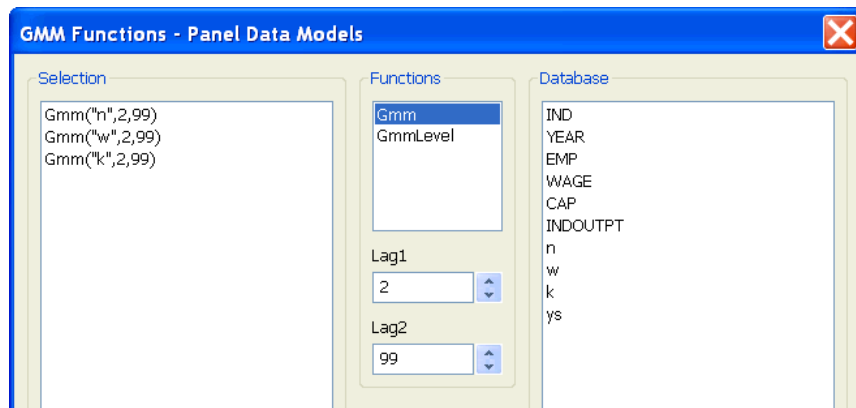 GMM Functions - Panel Data Models
Selection
Gmm("n",2,99)
Gmm("w",2,99)
Gmm("k",2,99)
Functions
Gmm
GmmLevel
Lag1
2
Lag2
99
Database
IND
YEAR
EMP
WAGE
CAP
INDOUTPT
n
w
k
ys